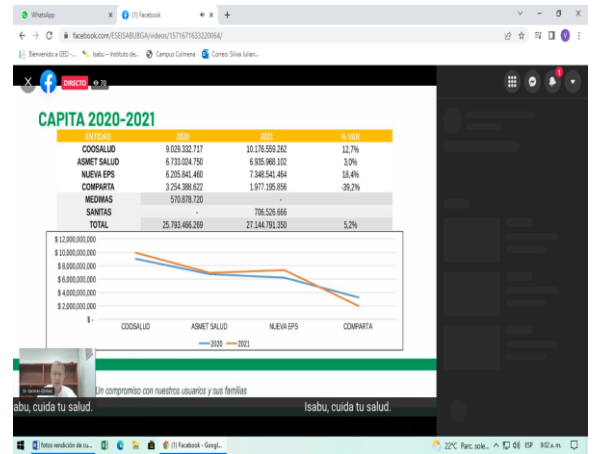 WhatsApp
(1) Facebook
facebook.com/ESEISABUBGA/videos/1571671633220064/
Bienvenido a GEO -...
Isabu – Instituto de...
Campus Colmena
Correo: Silvia Julian...
DIRECTO 70
1
CAPITA 2020-2021
ENTIDAD 2020 2021 % VAR
COOSALUD 9.029.332.717 10.176.559.262 12,7%
ASMET SALUD 6.733.024.750 6.935.968.102 3,0%
NUEVA EPS 6.205.841.460 7.348.541.464 18,4%
COMPARTA 3.254.388.622 1.977.195.856 -39,2%
MEDIMAS 570.878.720 -
SANITAS - 706.526.666
TOTAL 25.793.466.269 27.144.791.350 5,2%
$ 12,000,000,000
$ 10,000,000,000
$ 8,000,000,000
$ 6,000,000,000
$ 4,000,000,000
$ 2,000,000,000
$ -
COOSALUD ASMET SALUD NUEVA EPS COMPARTA
2020 2021
Un compromiso con nuestros usuarios y sus familias
abu, cuida tu salud. Isabu, cuida tu salud.
fotos rendición de cu...
(1) Facebook - Googl...
22°C Parc. sole...
ESP
9:02 a. m.